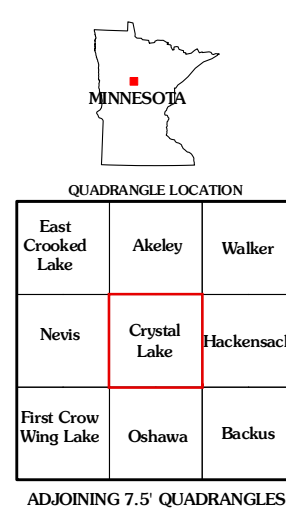 MINNESOTA
QUADRANGLE LOCATION
East
Crooked
Lake
Akeley
Walker
Nevis
Crystal
Lake
Hackensack
First Crow
Wing Lake
Oshawa
Backus
ADJOINING 7.5' QUADRANGLES